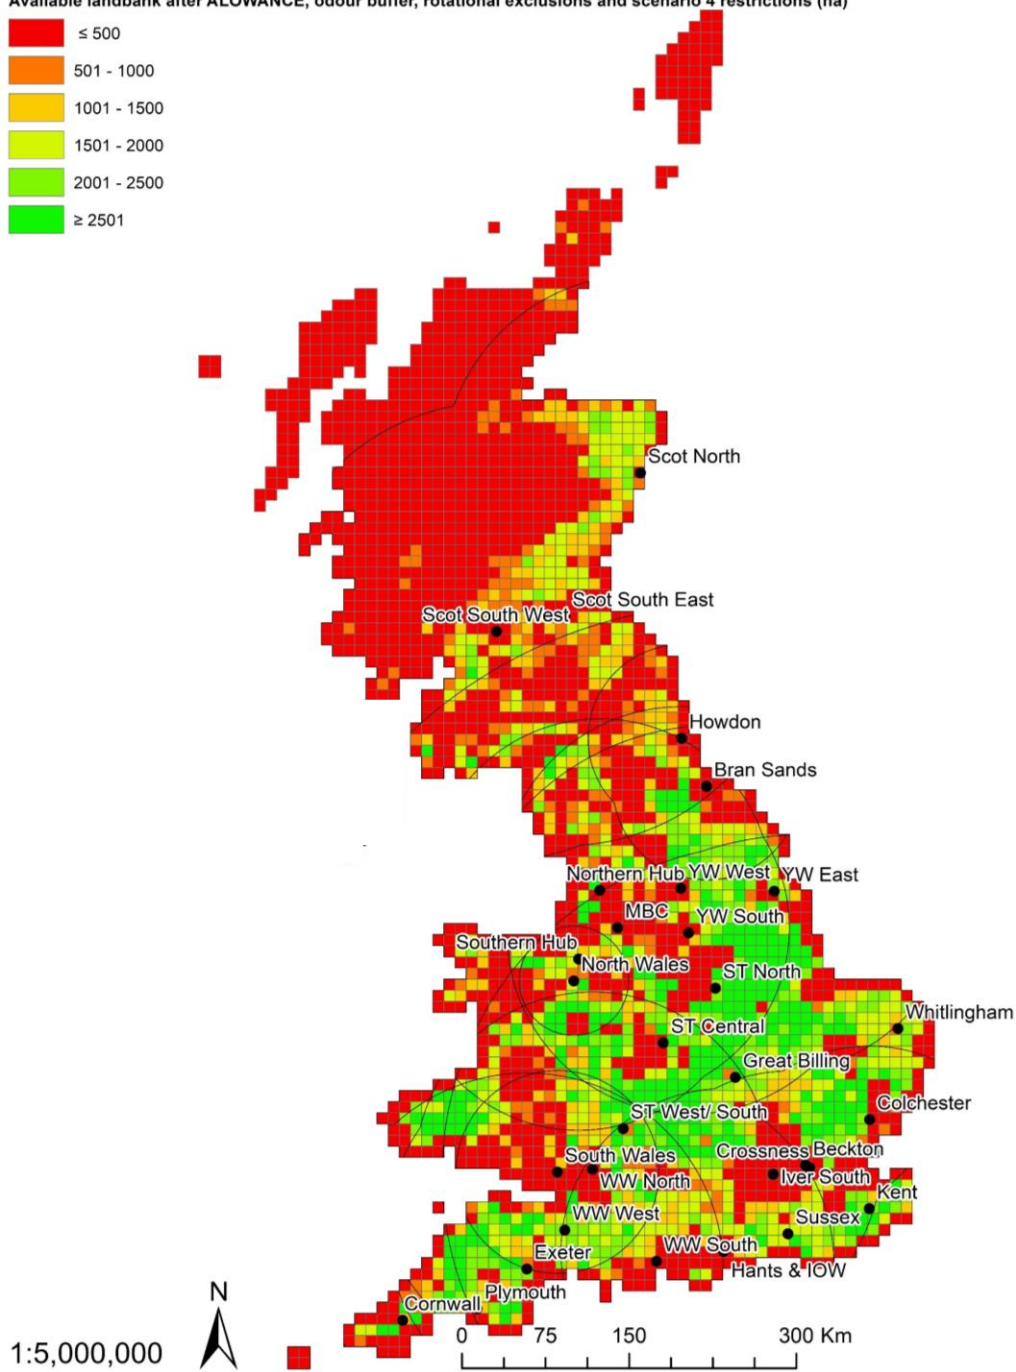 Available landbank after ALOWANCE, odour buffer, rotational exclusions and scenario 4 restrictions (ha)
≤ 500
501 - 1000
1001 - 1500
1501 - 2000
2001 - 2500
≥ 2501
Scot North
Scot South East
Scot South West
Howdon
Bran Sands
Northern Hub
YW West
YW East
MBC
YW South
Southern Hub
North Wales
ST North
Whitlingham
ST Central
Great Billing
Colchester
ST West/ South
Crossness
Beckton
South Wales
WW North
Iver South
Kent
WW West
Sussex
WW South
Exeter
Hants & IOW
Plymouth
Cornwall
N
1:5,000,000
0 75 150 300 Km